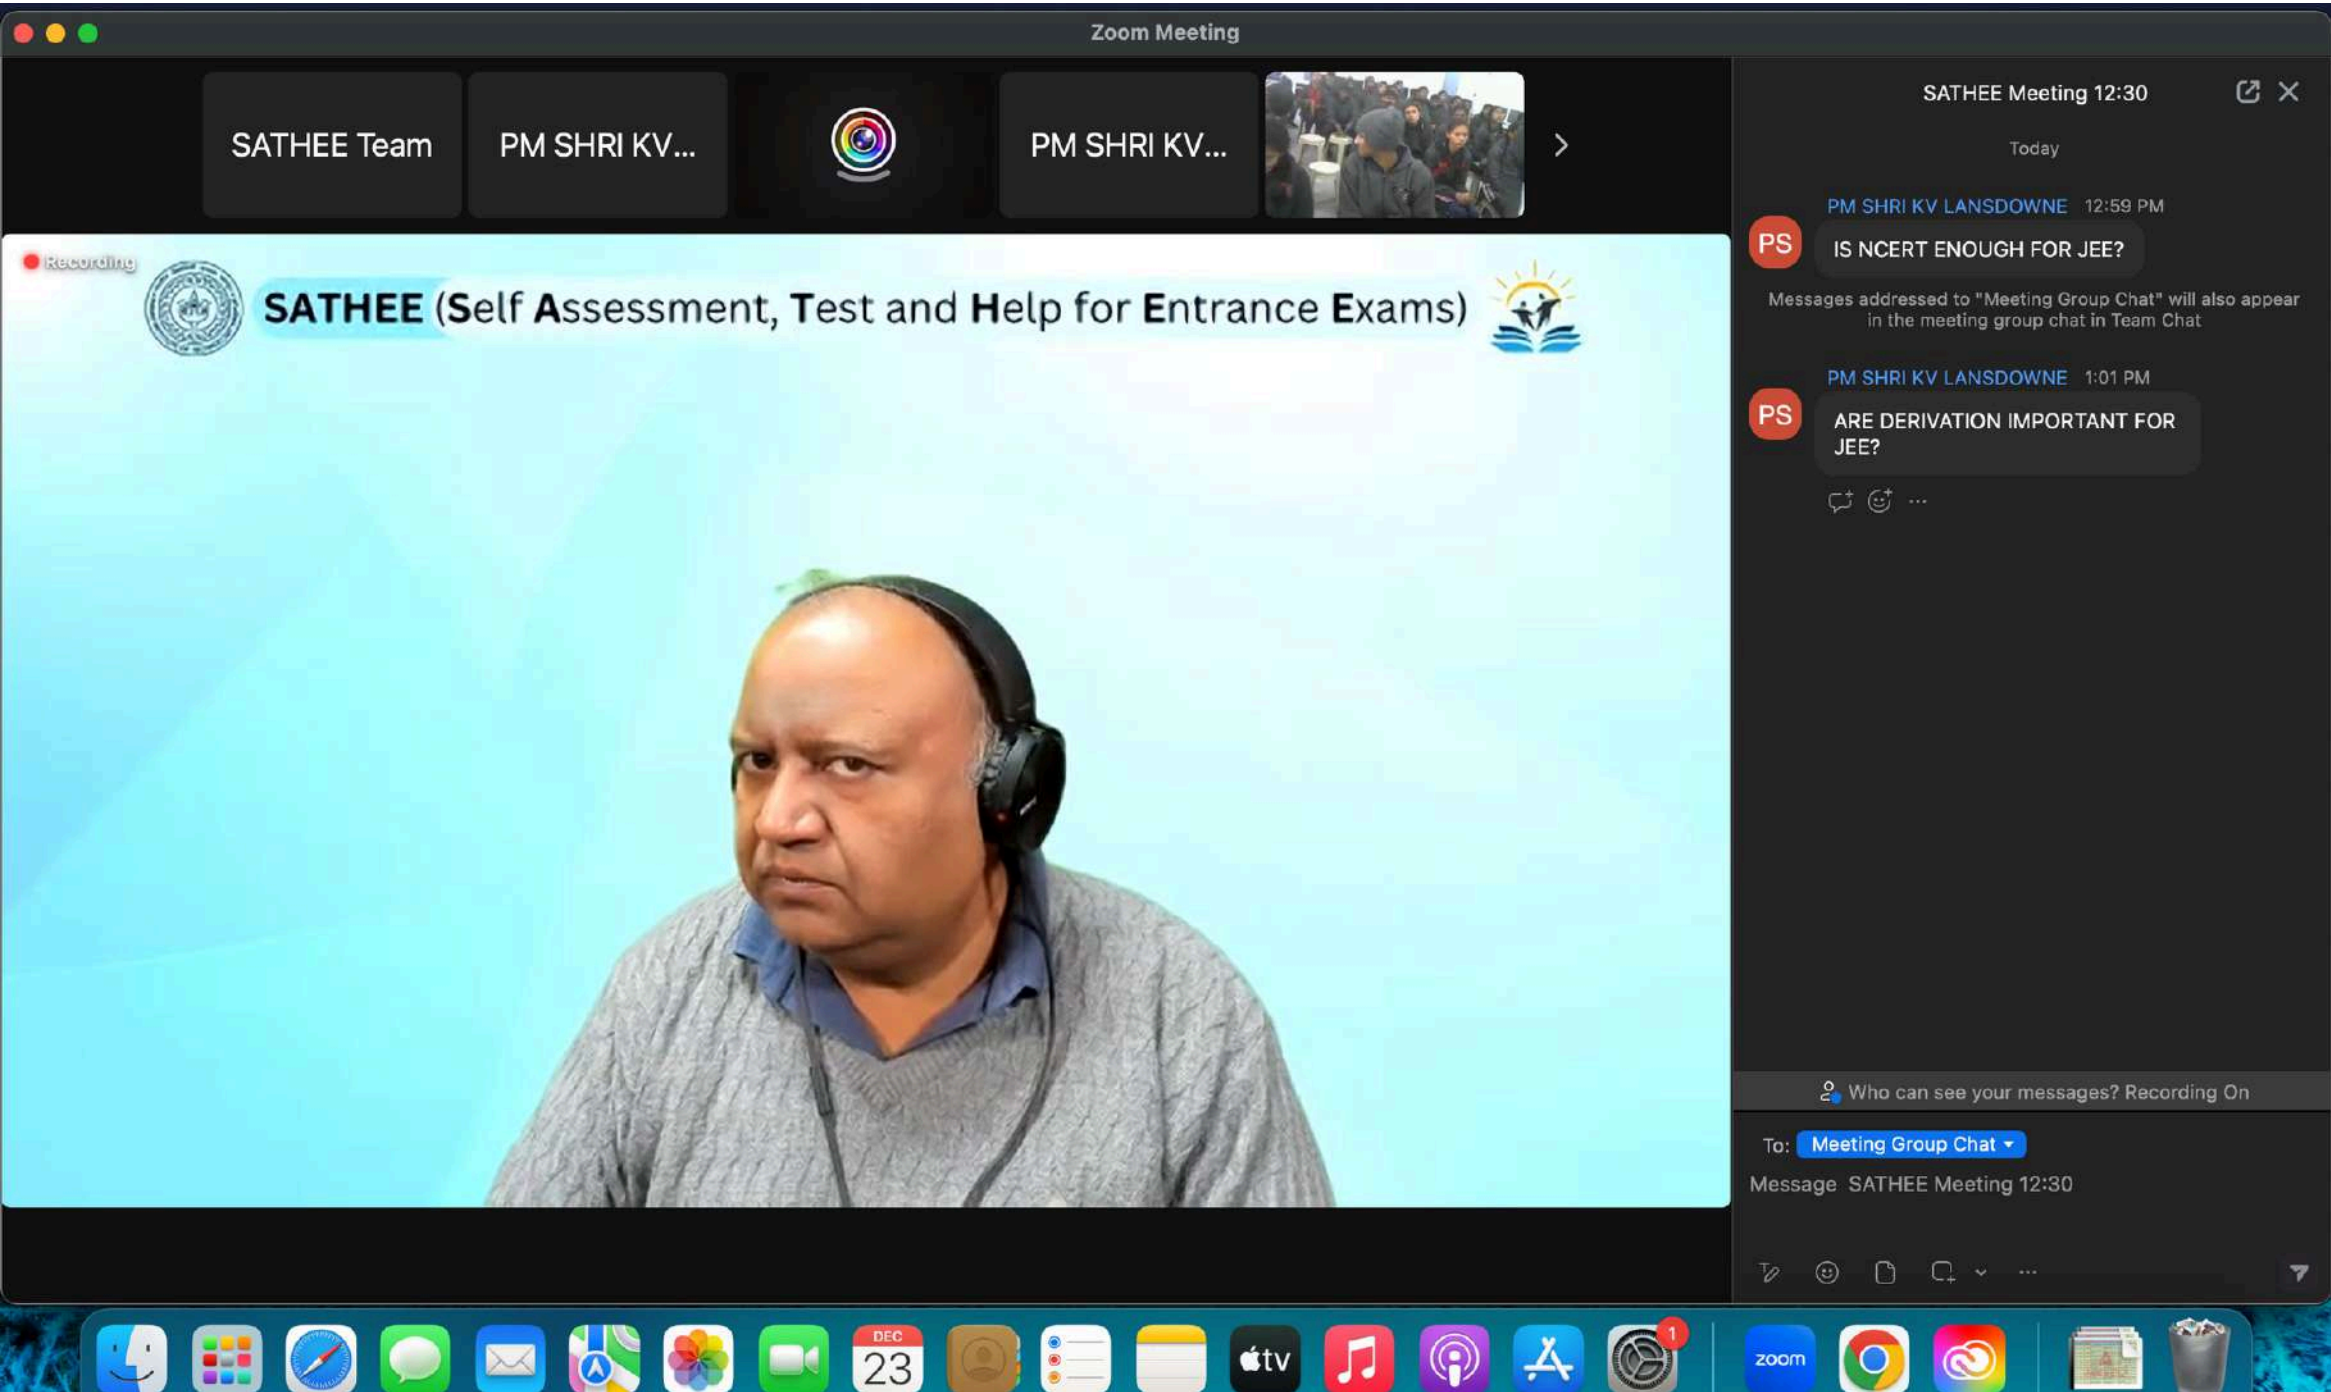 Zoom Meeting
SATHEE Team
PM SHRI KV...
PM SHRI KV...
Recording
SATHEE (Self Assessment, Test and Help for Entrance Exams)
SATHEE Meeting 12:30
Today
PM SHRI KV LANSDOWNE 12:59 PM
PS
IS NCERT ENOUGH FOR JEE?
Messages addressed to "Meeting Group Chat" will also appear
in the meeting group chat in Team Chat
PM SHRI KV LANSDOWNE 1:01 PM
PS
ARE DERIVATION IMPORTANT FOR
JEE?
Who can see your messages? Recording On
To: Meeting Group Chat
Message SATHEE Meeting 12:30
DEC
23
tv
1
zoom